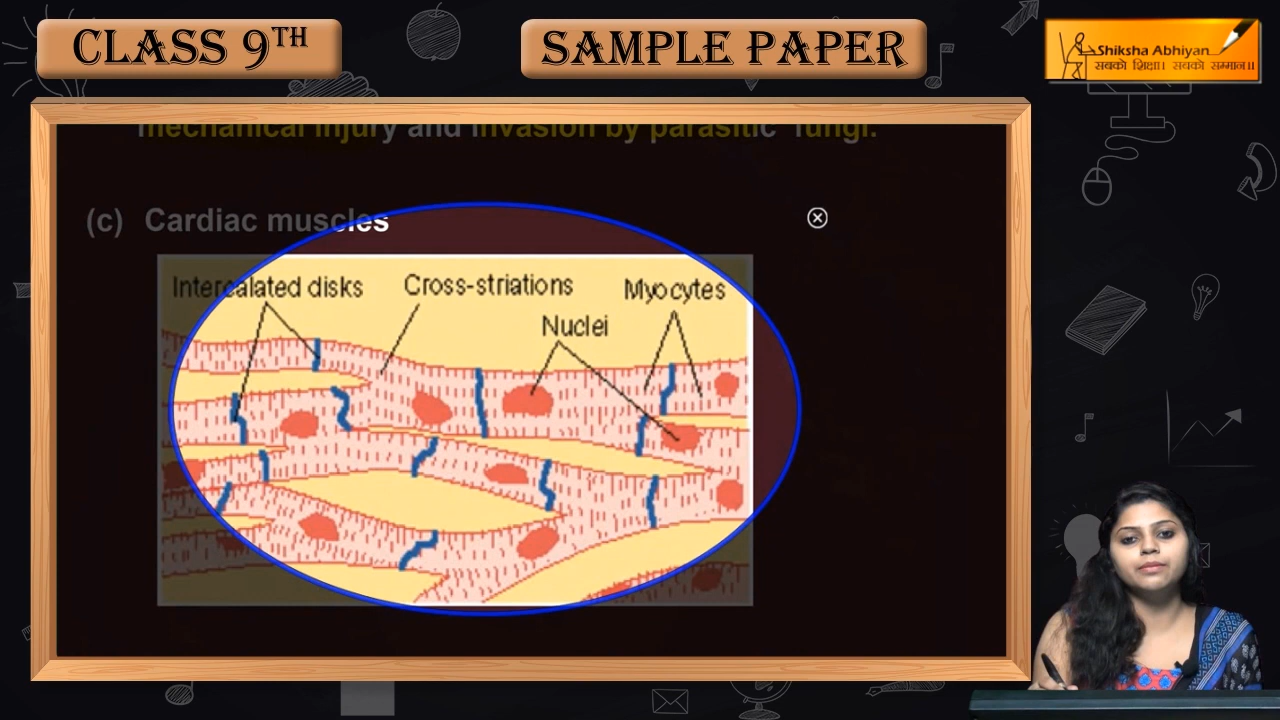 CLASS 9TH
SAMPLE PAPER
Shiksha Abhiyan
सबको शिक्षा। सबको सम्मान।।
mechanical injury and invasion by parasitic fungi.
(c) Cardiac muscles
Intercalated disks
Cross-striations
Myocytes
Nuclei